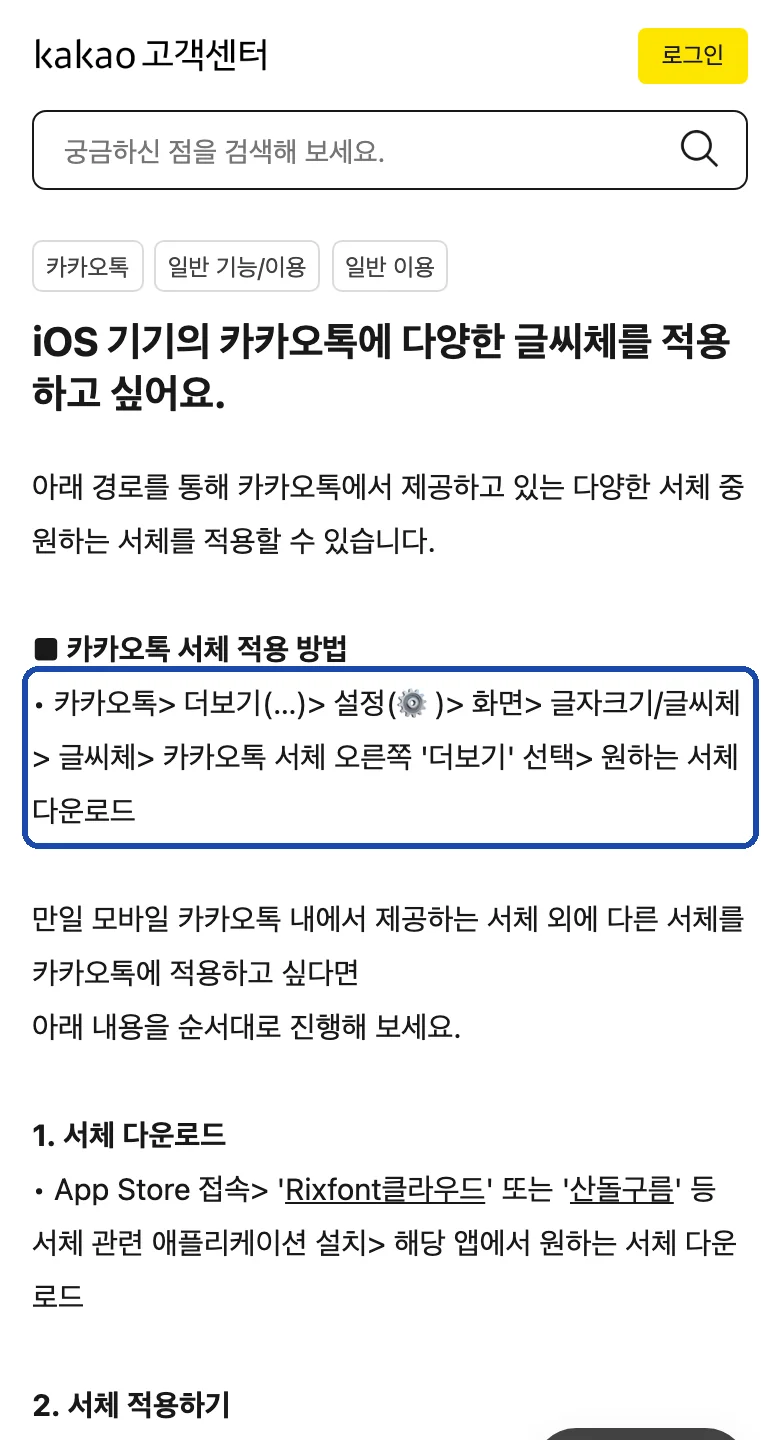 kakao 고객센터
로그인
궁금하신 점을 검색해 보세요.
카카오톡 일반 기능/이용 일반 이용
iOS 기기의 카카오톡에 다양한 글씨체를 적용
하고 싶어요.
아래 경로를 통해 카카오톡에서 제공하고 있는 다양한 서체 중
원하는 서체를 적용할 수 있습니다.
■ 카카오톡 서체 적용 방법
• 카카오톡> 더보기(...)> 설정(⚙️ )> 화면> 글자크기/글씨체
> 글씨체> 카카오톡 서체 오른쪽 '더보기' 선택> 원하는 서체
다운로드
만일 모바일 카카오톡 내에서 제공하는 서체 외에 다른 서체를
카카오톡에 적용하고 싶다면
아래 내용을 순서대로 진행해 보세요.
1. 서체 다운로드
• App Store 접속> 'Rixfont클라우드' 또는 '산돌구름' 등
서체 관련 애플리케이션 설치> 해당 앱에서 원하는 서체 다운
로드
2. 서체 적용하기